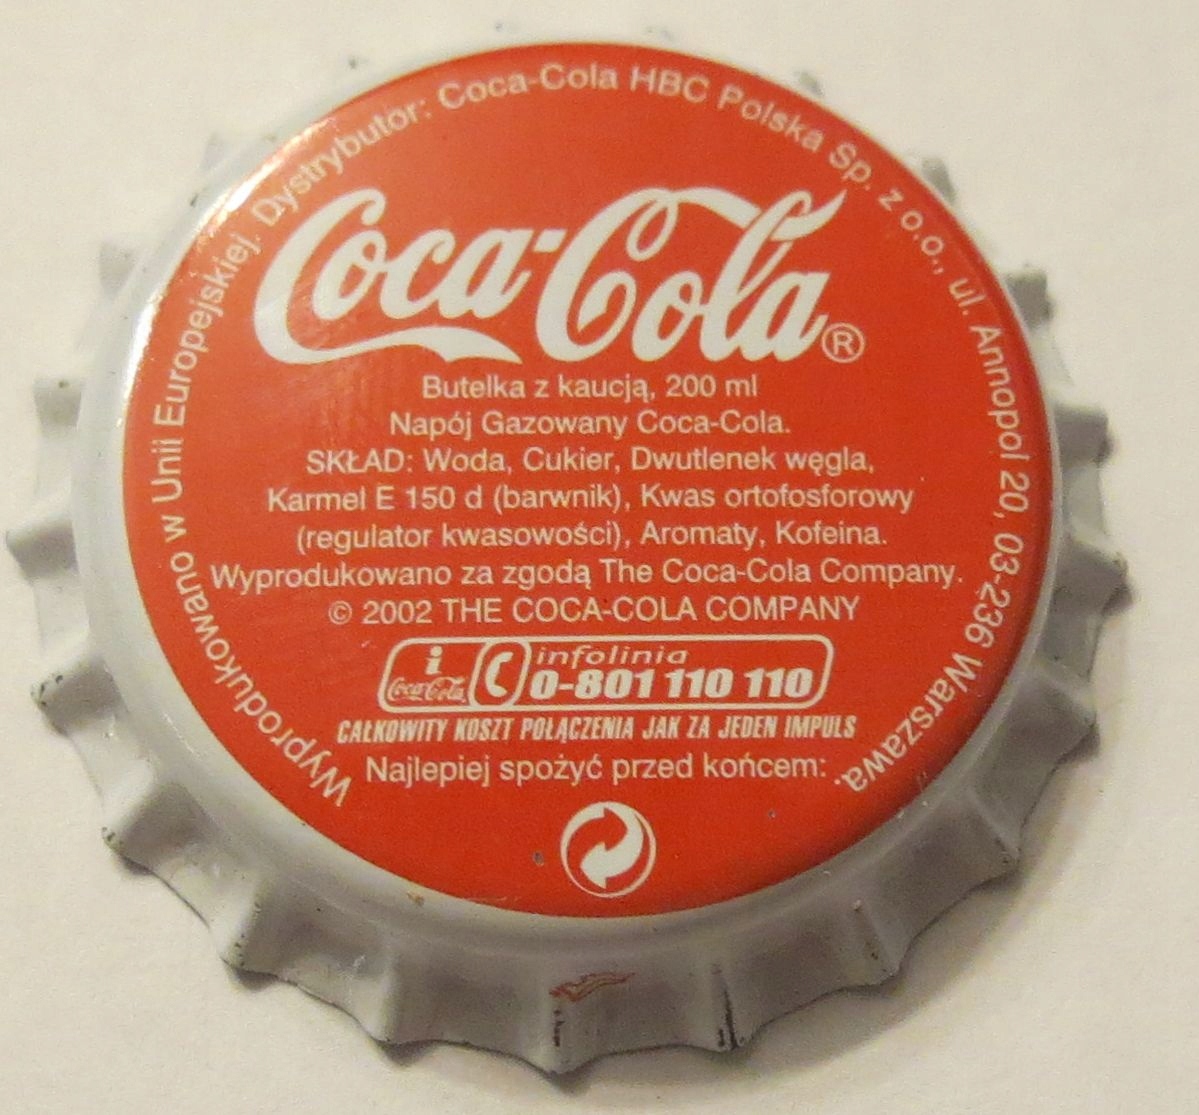 Wyprodukowano w Unii Europejskiej. Dystrybutor: Coca-Cola HBC Polska Sp. z o.o., ul. Annopol 20, 03-236 Warszawa.
Coca-Cola®
Butelka z kaucją, 200 ml
Napój Gazowany Coca-Cola.
SKŁAD: Woda, Cukier, Dwutlenek węgla,
Karmel E 150 d (barwnik), Kwas ortofosforowy
(regulator kwasowości), Aromaty, Kofeina.
Wyprodukowano za zgodą The Coca-Cola Company.
© 2002 THE COCA-COLA COMPANY
i
Coca-Cola
infolinia
0-801 110 110
CAŁKOWITY KOSZT POŁĄCZENIA JAK ZA JEDEN IMPULS
Najlepiej spożyć przed końcem: